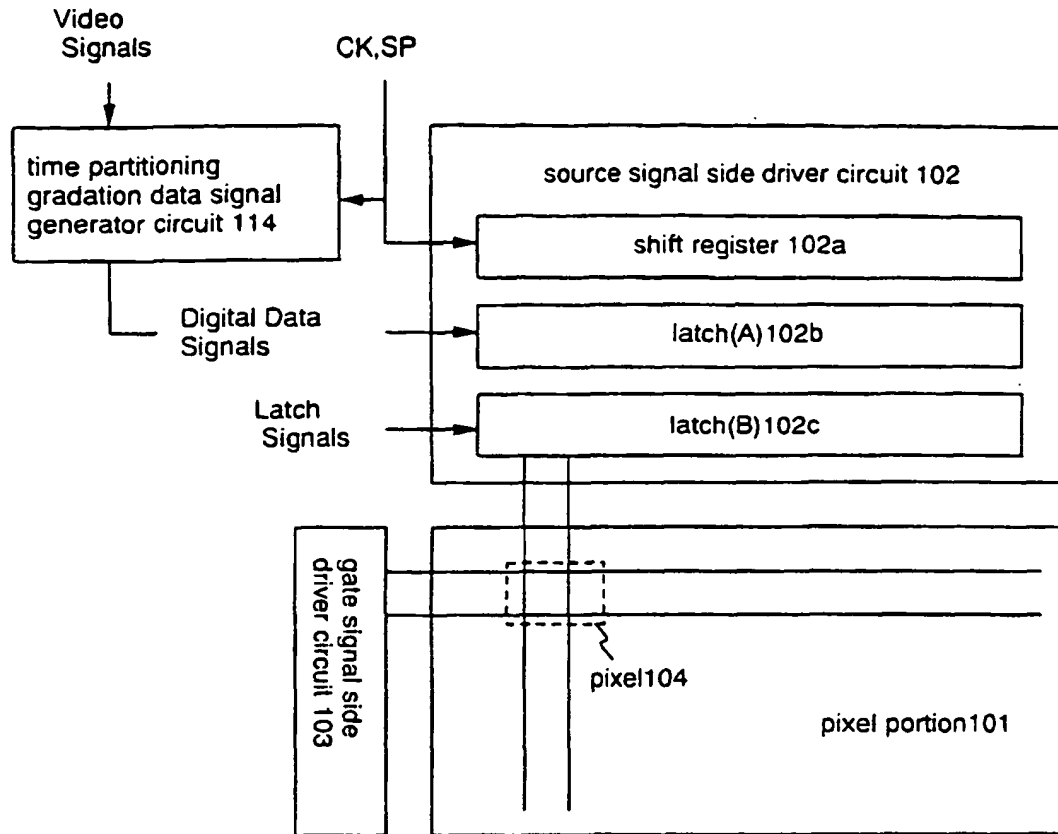 Video
Signals
CK,SP
time partitioning
gradation data signal
generator circuit 114
source signal side driver circuit 102
shift register 102a
Digital Data
Signals
latch(A)102b
Latch
Signals
latch(B)102c
gate signal side
driver circuit 103
pixel104
pixel portion101